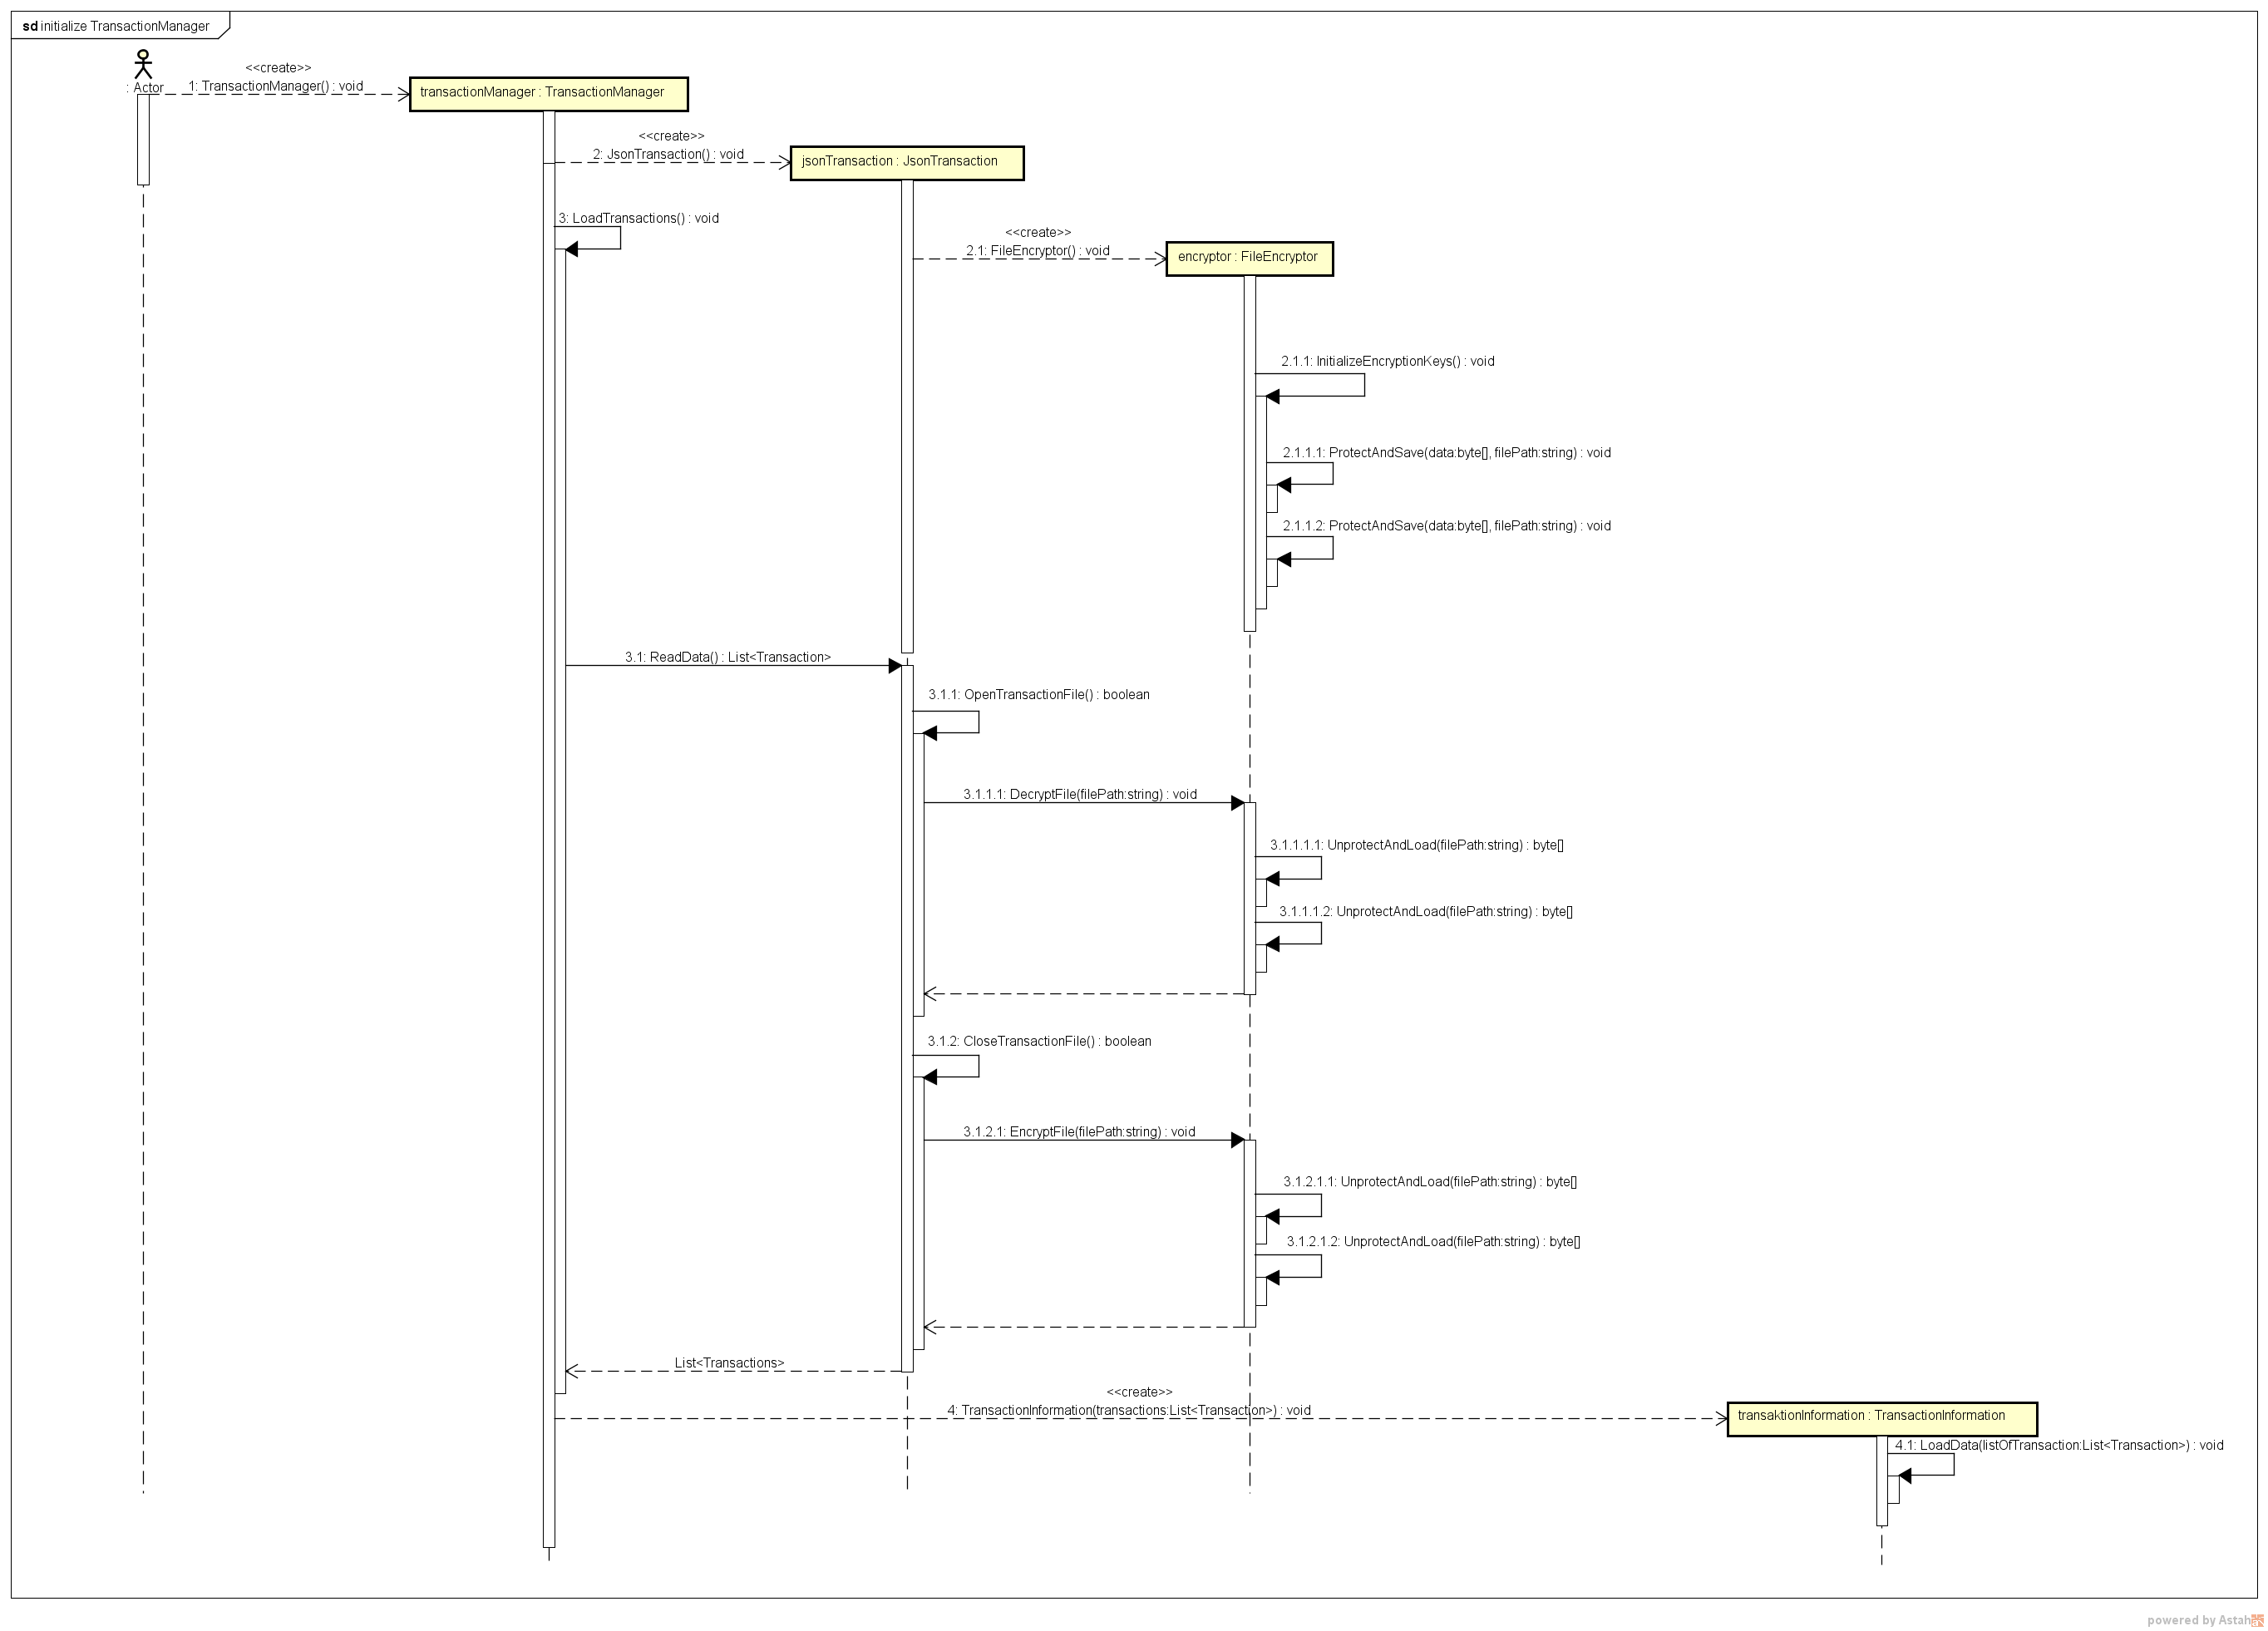 sd initialize TransactionManager
: Actor
<<create>>
1: TransactionManager() : void
transactionManager : TransactionManager
<<create>>
2: JsonTransaction() : void
jsonTransaction : JsonTransaction
3: LoadTransactions() : void
<<create>>
2.1: FileEncryptor() : void
encryptor : FileEncryptor
2.1.1: InitializeEncryptionKeys() : void
2.1.1.1: ProtectAndSave(data:byte[], filePath:string) : void
2.1.1.2: ProtectAndSave(data:byte[], filePath:string) : void
3.1: ReadData() : List<Transaction>
3.1.1: OpenTransactionFile() : boolean
3.1.1.1: DecryptFile(filePath:string) : void
3.1.1.1.1: UnprotectAndLoad(filePath:string) : byte[]
3.1.1.1.2: UnprotectAndLoad(filePath:string) : byte[]
3.1.2: CloseTransactionFile() : boolean
3.1.2.1: EncryptFile(filePath:string) : void
3.1.2.1.1: UnprotectAndLoad(filePath:string) : byte[]
3.1.2.1.2: UnprotectAndLoad(filePath:string) : byte[]
List<Transactions>
<<create>>
4: TransactionInformation(transactions:List<Transaction>) : void
transaktionInformation : TransactionInformation
4.1: LoadData(listOfTransaction:List<Transaction>) : void
powered by Astah